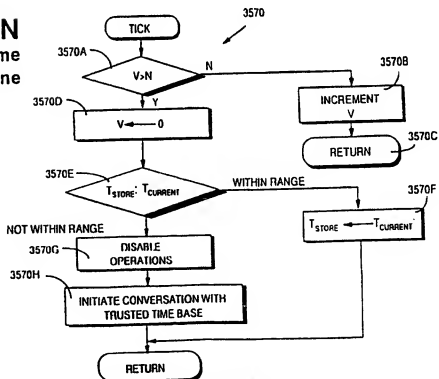 TICK
3570
N
me
ne
3570A
V>N
N
3570B
INCREMENT
V
Y
3570D
V ← 0
RETURN
3570C
3570E
TSTORE: TCURRENT
WITHIN RANGE
3570F
TSTORE ← TCURRENT
NOT WITHIN RANGE
3570G
DISABLE
OPERATIONS
3570H
INITIATE CONVERSATION WITH
TRUSTED TIME BASE
RETURN